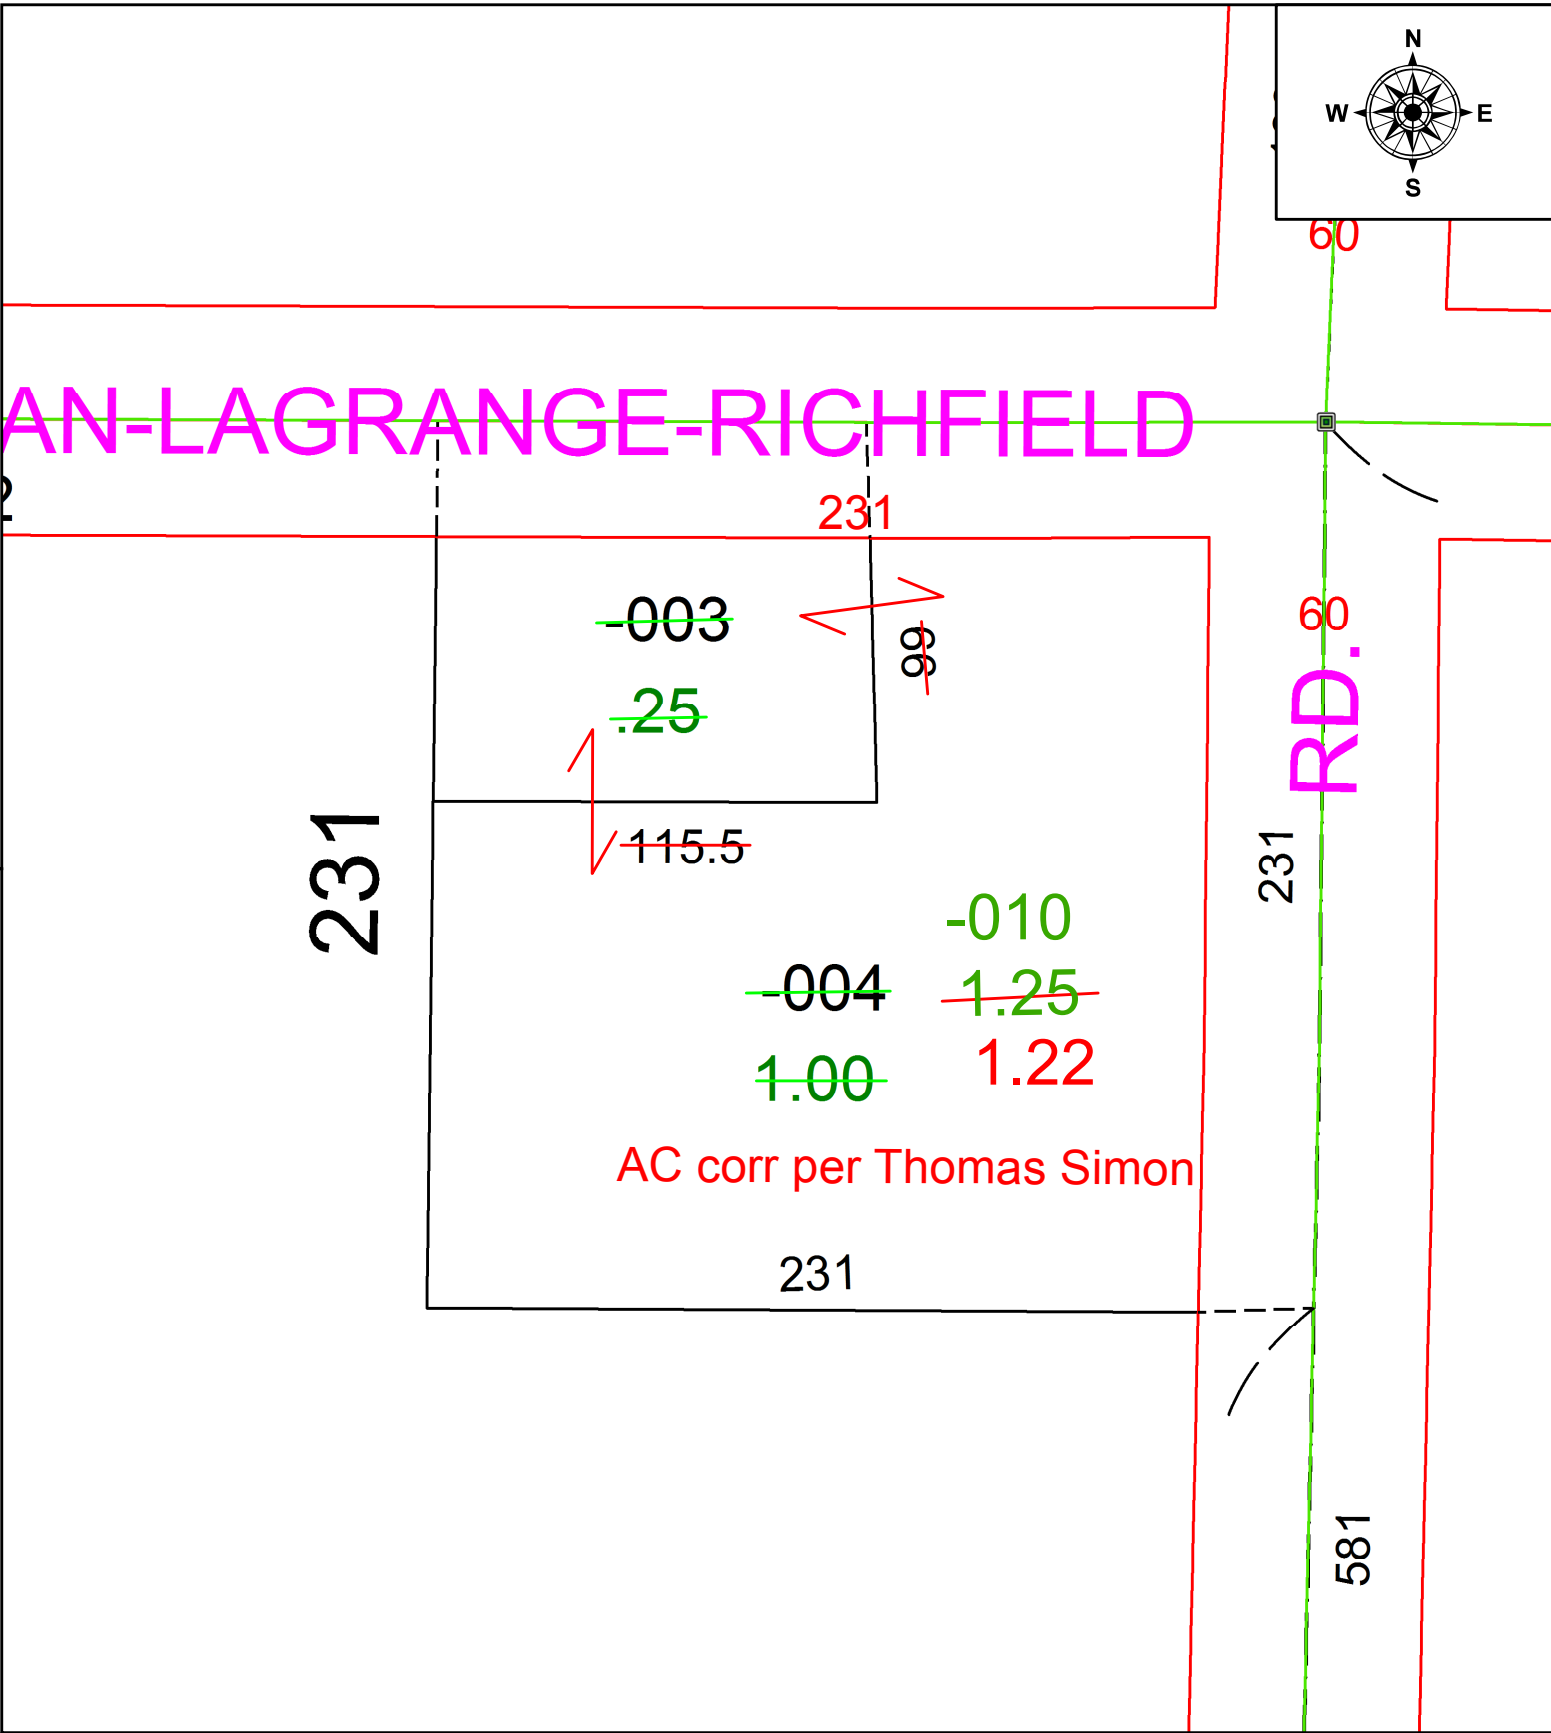 N
W E
S
60
AN-LAGRANGE-RICHFIELD
231
-003
99
.25
60
RD.
231
115.5
231
-010
-004
1.25
1.22
1.00
AC corr per Thomas Simon
231
581